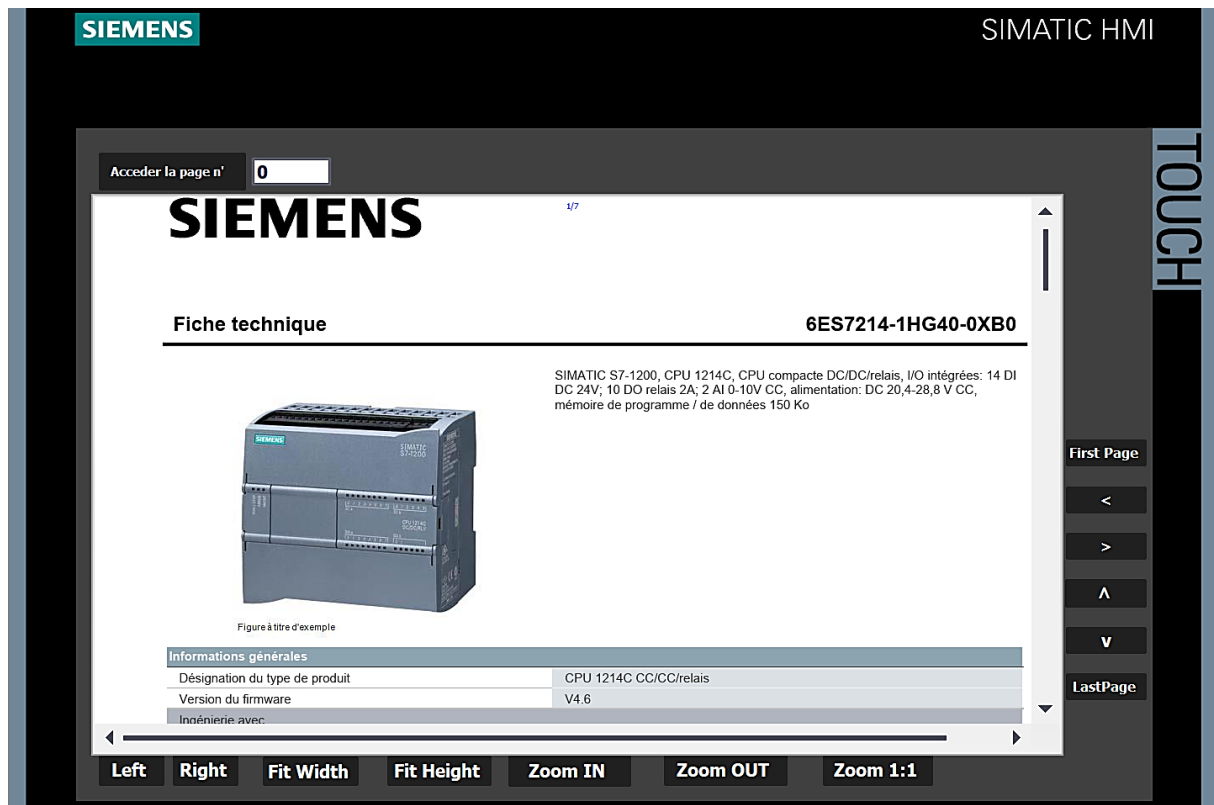 SIEMENS
SIMATIC HMI
TOUCH
Acceder la page n'
0
SIEMENS
1/7
Fiche technique
6ES7214-1HG40-0XB0
SIMATIC S7-1200, CPU 1214C, CPU compacte DC/DC/relais, I/O intégrées: 14 DI
DC 24V; 10 DO relais 2A; 2 AI 0-10V CC, alimentation: DC 20,4-28,8 V CC,
mémoire de programme / de données 150 Ko
SIEMENS
SIMATIC
S7-1200
CPU 1214C
DC/DC/RLY
Figure à titre d'exemple
Informations générales
Désignation du type de produit
CPU 1214C CC/CC/relais
Version du firmware
V4.6
Ingénierie avec
First Page
<
>
Λ
V
LastPage
Left
Right
Fit Width
Fit Height
Zoom IN
Zoom OUT
Zoom 1:1